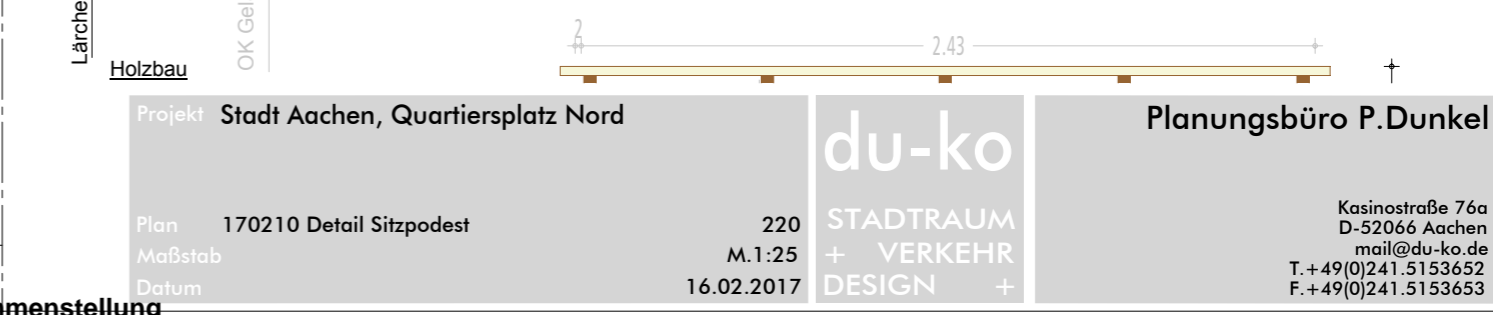 Lärche
OK Gel
2
2.43
Holzbau
Projekt Stadt Aachen, Quartiersplatz Nord
Plan 170210 Detail Sitzpodest 220
Maßstab M.1:25
Datum 16.02.2017
du-ko
STADTRAUM
+ VERKEHR
DESIGN +
Planungsbüro P.Dunkel
Kasinostraße 76a
D-52066 Aachen
mail@du-ko.de
T.+49(0)241.5153652
F.+49(0)241.5153653
mmenstellung